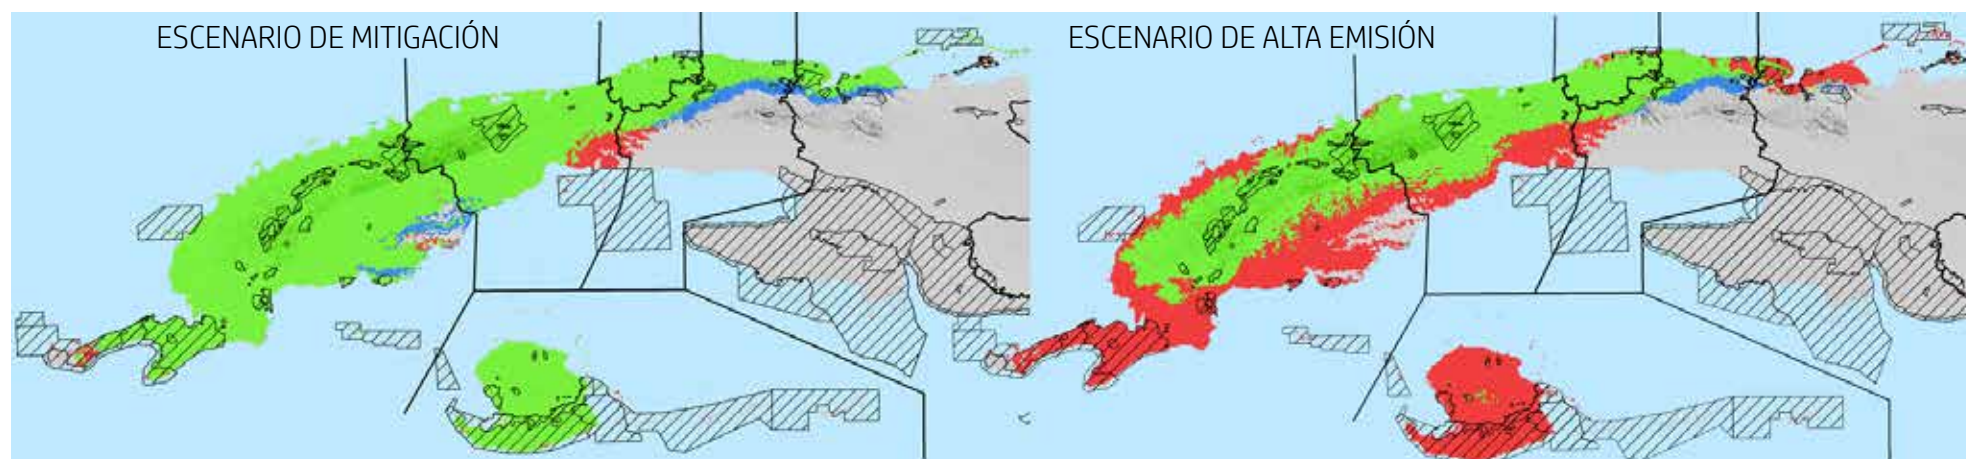 ESCENARIO DE MITIGACIÓN
ESCENARIO DE ALTA EMISIÓN